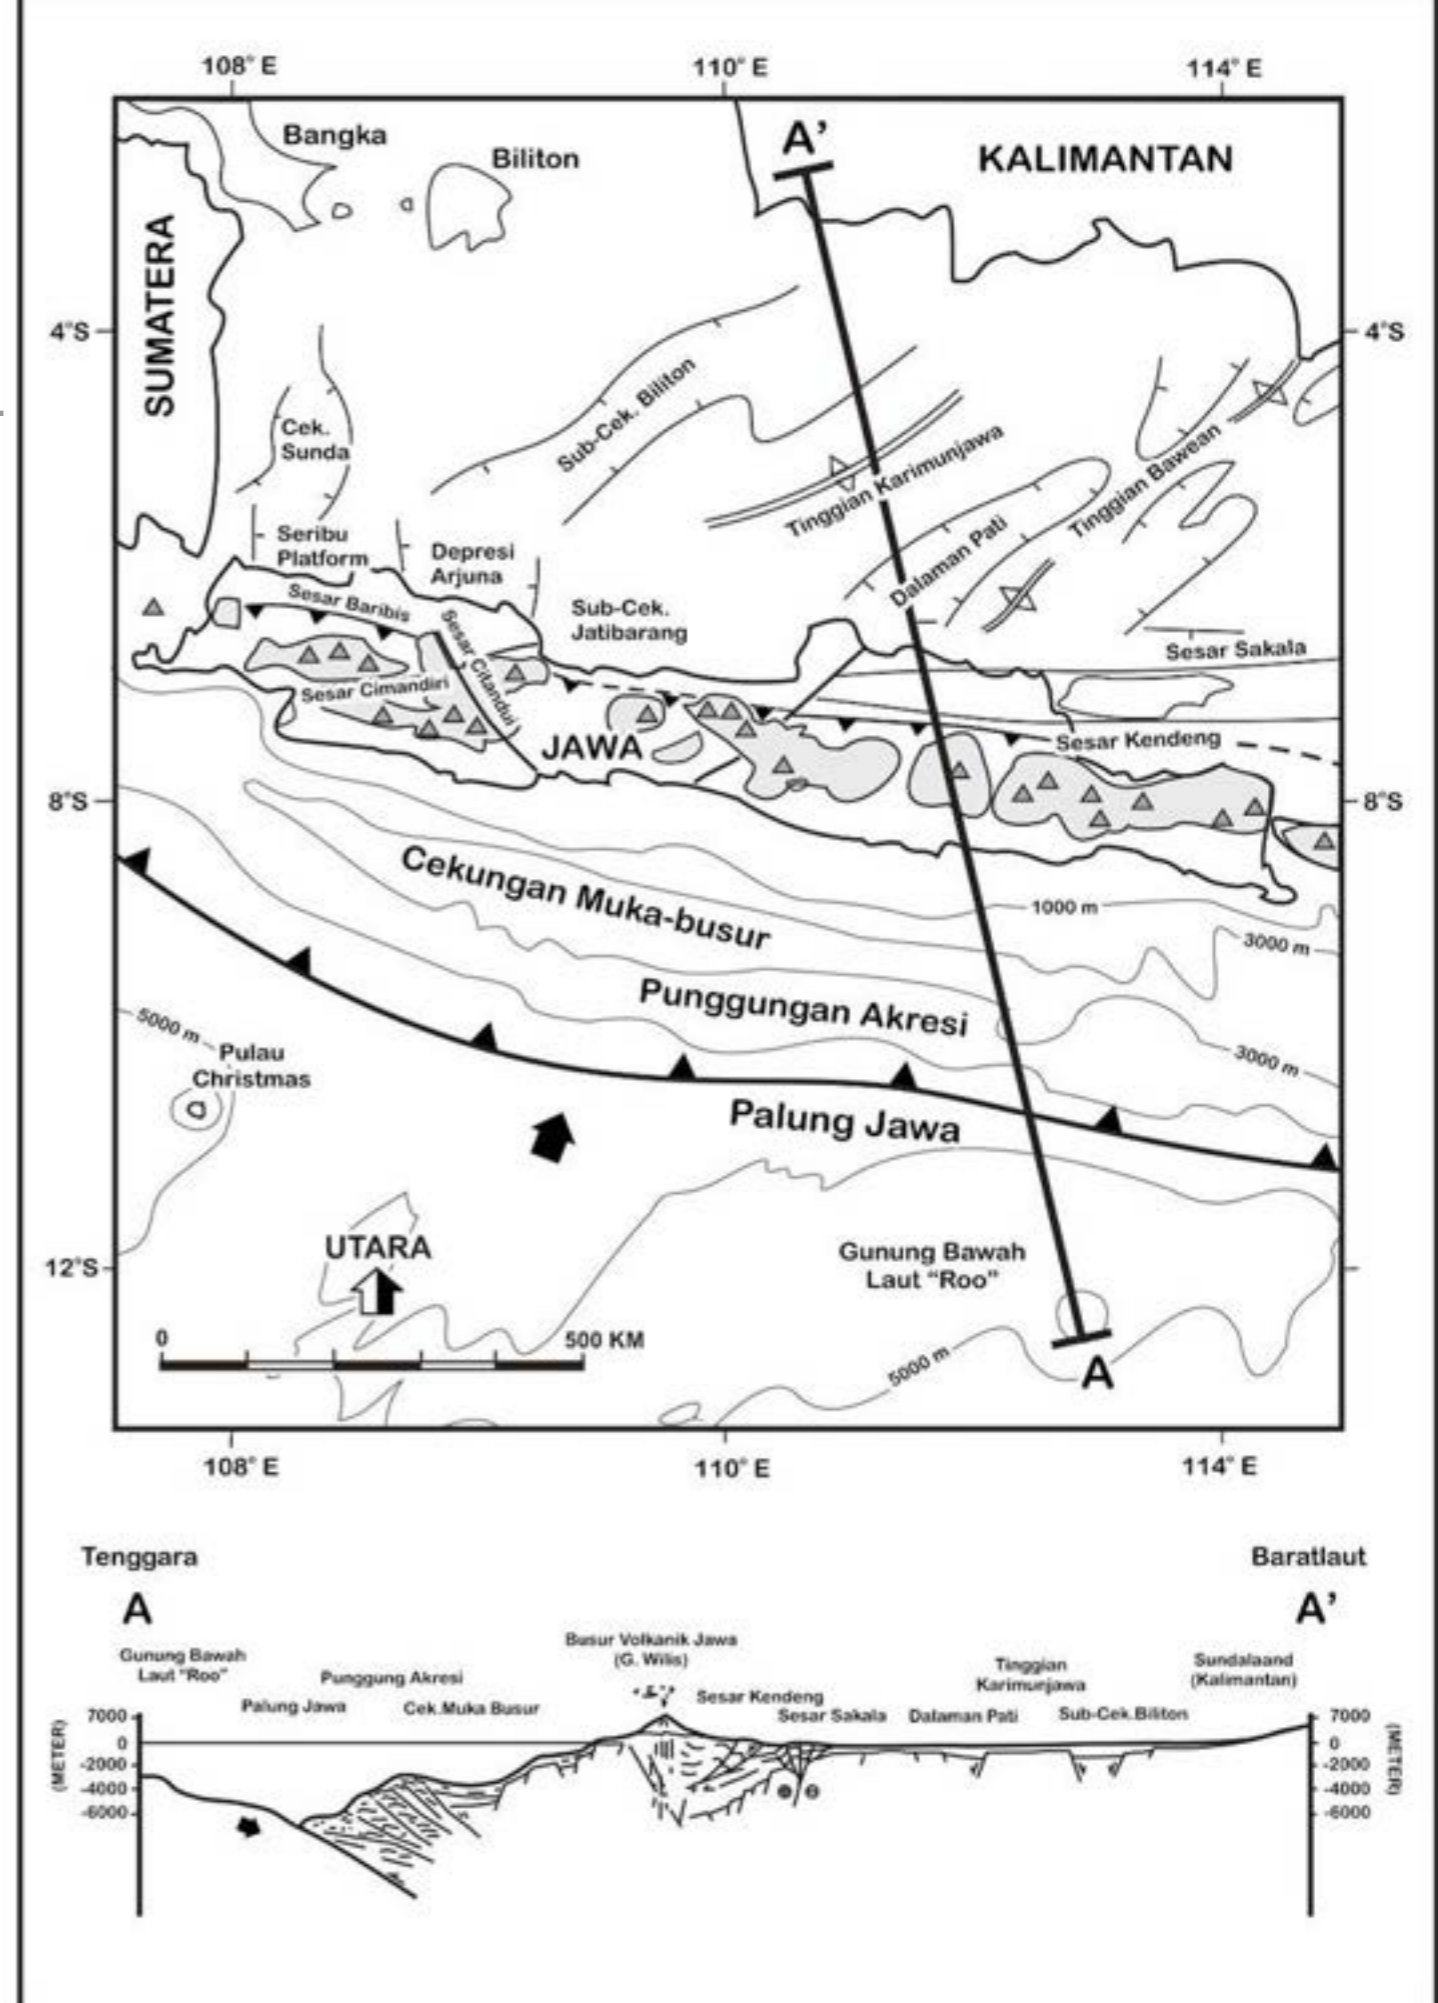 108° E 110° E 114° E
Bangka
Biliton
A'
KALIMANTAN
SUMATERA
4°S
4°S
Cek.
Sunda
Sub-Cek. Biliton
Tinggian Karimunjawa
Tinggian Bawean
Seribu
Platform
Depresi
Arjuna
Dalaman Pati
Sesar Baribis
Sesar Citandui
Sub-Cek.
Jatibarang
Sesar Sakala
Sesar Cimandiri
JAWA
Sesar Kendeng
8°S
8°S
Cekungan Muka-busur
1000 m
3000 m
Punggungan Akresi
5000 m
Pulau
Christmas
3000 m
Palung Jawa
UTARA
12°S
Gunung Bawah
Laut “Roo”
0 500 KM
5000 m
A
108° E 110° E 114° E
Tenggara Baratlaut
A A'
Busur Volkanik Jawa
(G. Wilis)
Gunung Bawah
Laut “Roo”
Punggung Akresi
Tinggian
Karimunjawa
Sundalaand
(Kalimantan)
Palung Jawa
Cek.Muka Busur
Sesar Kendeng
Sesar Sakala
Dalaman Pati
Sub-Cek.Biliton
(METER)
7000
0
-2000
-4000
-6000
7000
0
-2000
-4000
-6000
(METER)